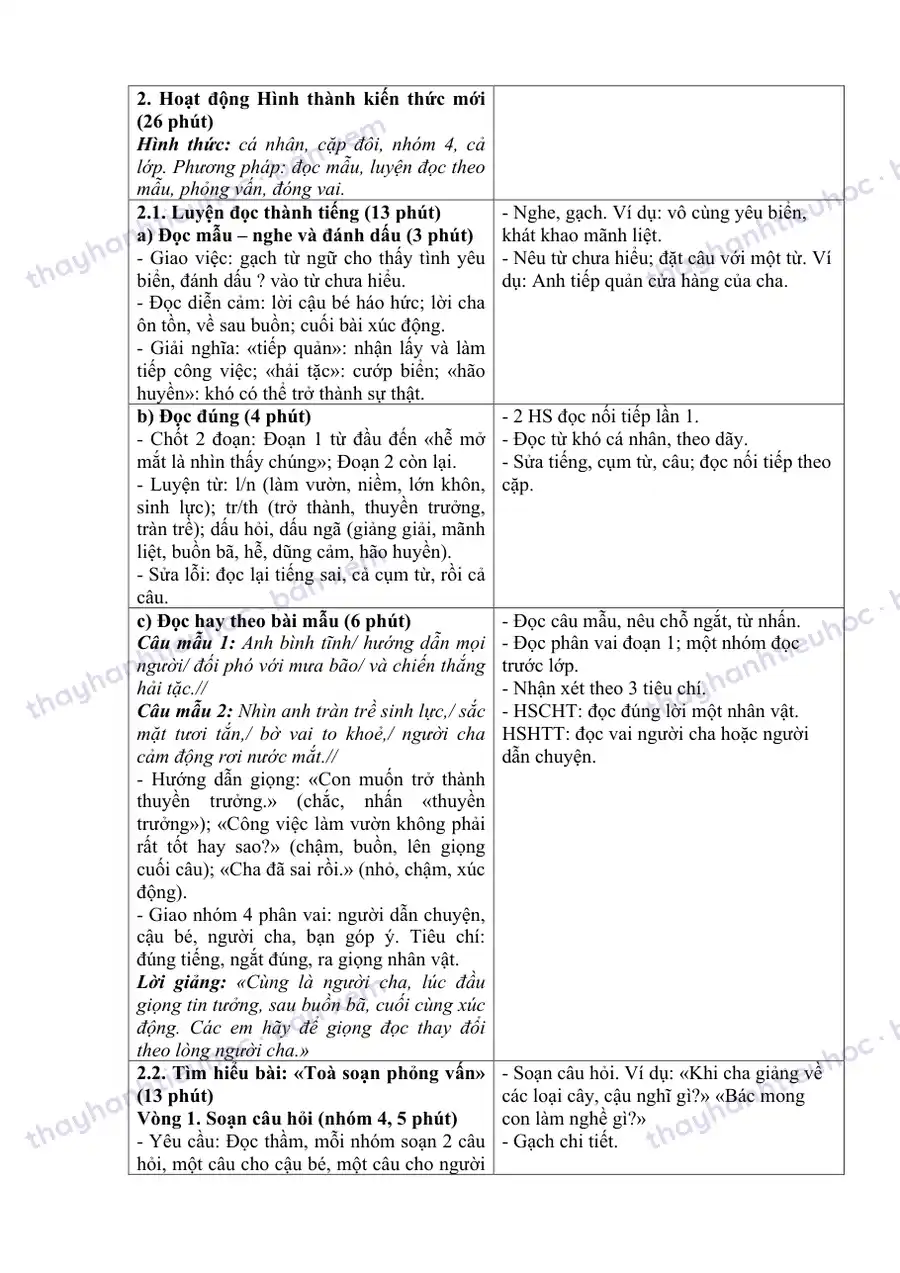 2. Hoạt động Hình thành kiến thức mới
(26 phút)
Hình thức: cá nhân, cặp đôi, nhóm 4, cả
lớp. Phương pháp: đọc mẫu, luyện đọc theo
mẫu, phỏng vấn, đóng vai.
2.1. Luyện đọc thành tiếng (13 phút)
a) Đọc mẫu – nghe và đánh dấu (3 phút)
- Giao việc: gạch từ ngữ cho thấy tình yêu
biển, đánh dấu ? vào từ chưa hiểu.
- Đọc diễn cảm: lời cậu bé háo hức; lời cha
ôn tồn, về sau buồn; cuối bài xúc động.
- Giải nghĩa: «tiếp quản»: nhận lấy và làm
tiếp công việc; «hải tặc»: cướp biển; «hão
huyền»: khó có thể trở thành sự thật.
- Nghe, gạch. Ví dụ: vô cùng yêu biển,
khát khao mãnh liệt.
- Nêu từ chưa hiểu; đặt câu với một từ. Ví
dụ: Anh tiếp quản cửa hàng của cha.
b) Đọc đúng (4 phút)
- Chốt 2 đoạn: Đoạn 1 từ đầu đến «hễ mở
mắt là nhìn thấy chúng»; Đoạn 2 còn lại.
- Luyện từ: l/n (làm vườn, niềm, lớn khôn,
sinh lực); tr/th (trở thành, thuyền trưởng,
tràn trề); dấu hỏi, dấu ngã (giảng giải, mãnh
liệt, buồn bã, hễ, dũng cảm, hão huyền).
- Sửa lỗi: đọc lại tiếng sai, cả cụm từ, rồi cả
câu.
- 2 HS đọc nối tiếp lần 1.
- Đọc từ khó cá nhân, theo dãy.
- Sửa tiếng, cụm từ, câu; đọc nối tiếp theo
cặp.
c) Đọc hay theo bài mẫu (6 phút)
Câu mẫu 1: Anh bình tĩnh/ hướng dẫn mọi
người/ đối phó với mưa bão/ và chiến thắng
hải tặc.//
Câu mẫu 2: Nhìn anh tràn trề sinh lực,/ sắc
mặt tươi tắn,/ bờ vai to khoẻ,/ người cha
cảm động rơi nước mắt.//
- Hướng dẫn giọng: «Con muốn trở thành
thuyền trưởng.» (chắc, nhấn «thuyền
trưởng»); «Công việc làm vườn không phải
rất tốt hay sao?» (chậm, buồn, lên giọng
cuối câu); «Cha đã sai rồi.» (nhỏ, chậm, xúc
động).
- Giao nhóm 4 phân vai: người dẫn chuyện,
cậu bé, người cha, bạn góp ý. Tiêu chí:
đúng tiếng, ngắt đúng, ra giọng nhân vật.
Lời giảng: «Cùng là người cha, lúc đầu
giọng tin tưởng, sau buồn bã, cuối cùng xúc
động. Các em hãy để giọng đọc thay đổi
theo lòng người cha.»
- Đọc câu mẫu, nêu chỗ ngắt, từ nhấn.
- Đọc phân vai đoạn 1; một nhóm đọc
trước lớp.
- Nhận xét theo 3 tiêu chí.
- HSCHT: đọc đúng lời một nhân vật.
HSHTT: đọc vai người cha hoặc người
dẫn chuyện.
2.2. Tìm hiểu bài: «Toà soạn phỏng vấn»
(13 phút)
Vòng 1. Soạn câu hỏi (nhóm 4, 5 phút)
- Yêu cầu: Đọc thầm, mỗi nhóm soạn 2 câu
hỏi, một câu cho cậu bé, một câu cho người
- Soạn câu hỏi. Ví dụ: «Khi cha giảng về
các loại cây, cậu nghĩ gì?» «Bác mong
con làm nghề gì?»
- Gạch chi tiết.
thayhanhtieuhoc · bản xem
thayhanhtieuhoc · b
thayhanhtieuhoc · bản xem
thayhanhtieuhoc · b
thayhanhtieuhoc · bản xem
thayhanhtieuhoc · b